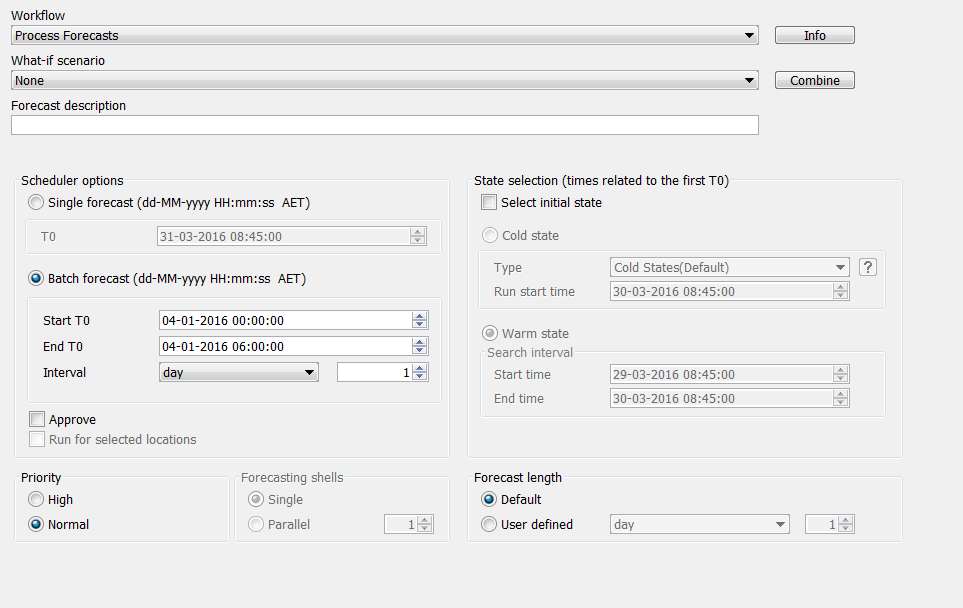 Workflow
Process Forecasts
Info
What-if scenario
None
Combine
Forecast description
Scheduler options
Single forecast (dd-MM-yyyy HH:mm:ss  AET)
T0
31-03-2016 08:45:00
Batch forecast (dd-MM-yyyy HH:mm:ss  AET)
Start T0
04-01-2016 00:00:00
End T0
04-01-2016 06:00:00
Interval
day
1
Approve
Run for selected locations
State selection (times related to the first T0)
Select initial state
Cold state
Type
Cold States(Default)
?
Run start time
30-03-2016 08:45:00
Warm state
Search interval
Start time
29-03-2016 08:45:00
End time
30-03-2016 08:45:00
Priority
High
Normal
Forecasting shells
Single
Parallel
1
Forecast length
Default
User defined
day
1